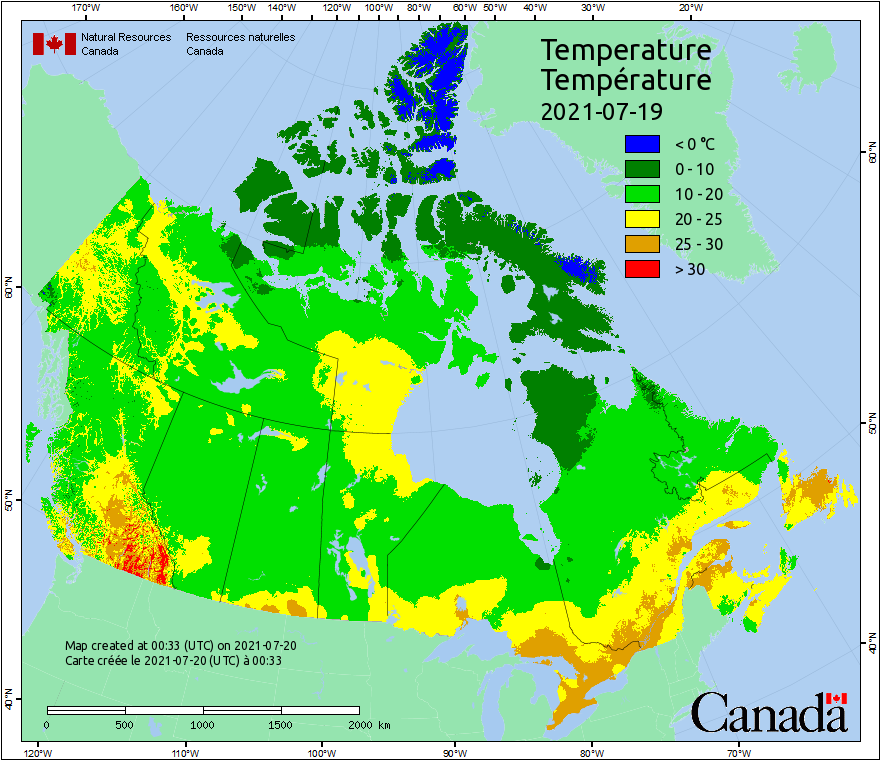 170°W 160°W 150°W 140°W 130°W 120°W 110°W 100°W 80°W 60°W 50°W 40°W 30°W 20°W
Natural Resources Ressources naturelles
Canada Canada
Temperature
Température
2021-07-19
< 0 °C
0 - 10
10 - 20
20 - 25
25 - 30
> 30
60°N
50°N
40°N
60°N
50°N
40°N
Map created at 00:33 (UTC) on 2021-07-20
Carte créée le 2021-07-20 (UTC) à 00:33
0 500 1000 1500 2000 km
Canada
120°W 110°W 100°W 90°W 80°W 70°W